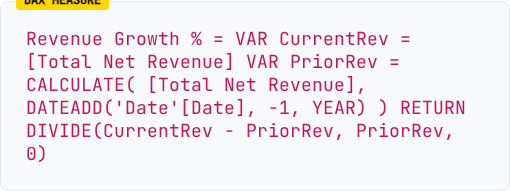 DAX MEASURE
Revenue Growth % = VAR CurrentRev =
[Total Net Revenue] VAR PriorRev =
CALCULATE( [Total Net Revenue],
DATEADD('Date'[Date], -1, YEAR) ) RETURN
DIVIDE(CurrentRev - PriorRev, PriorRev,
0)